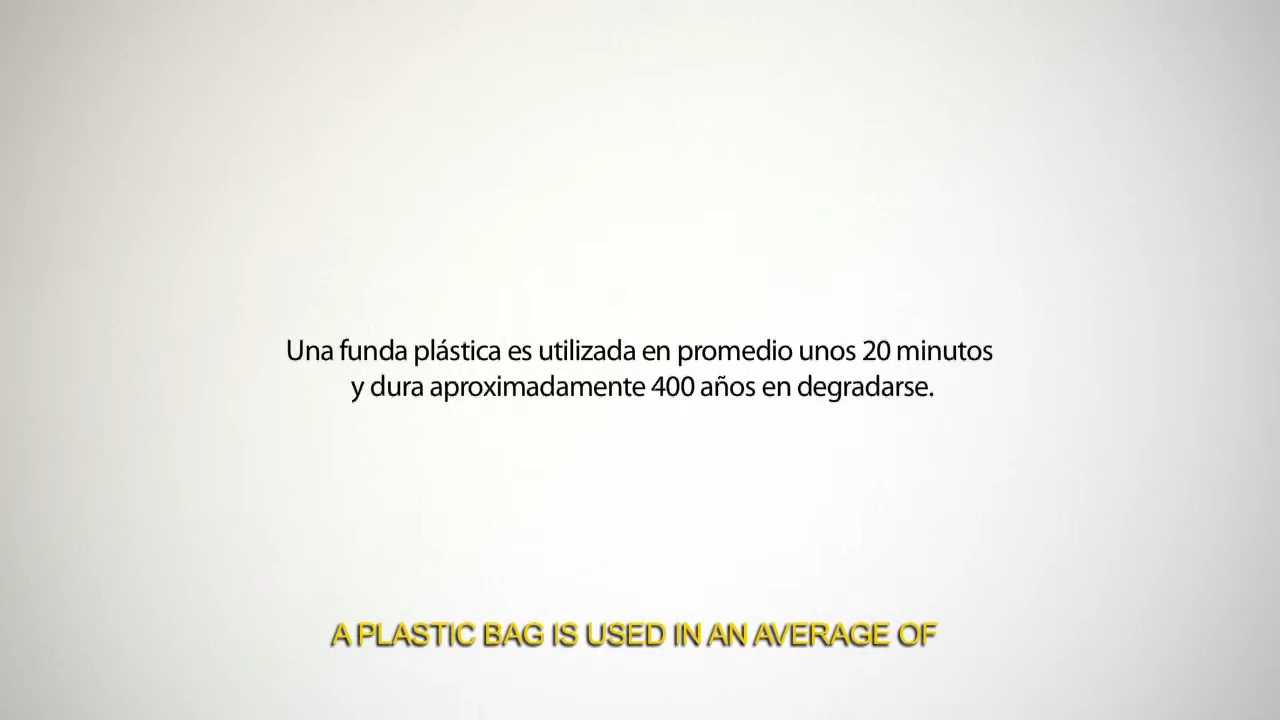 Una funda plástica es utilizada en promedio unos 20 minutos
y dura aproximadamente 400 años en degradarse.
A PLASTIC BAG IS USED IN AN AVERAGE OF